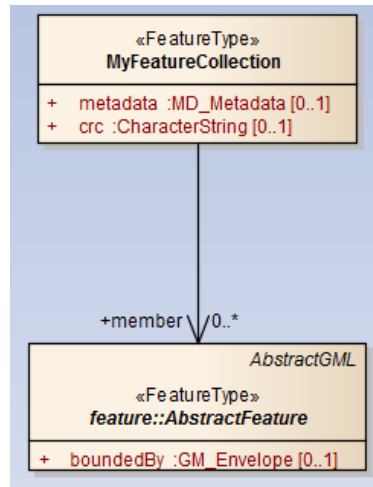 «FeatureType»
MyFeatureCollection
+ metadata :MD_Metadata [0..1]
+ crc :CharacterString [0..1]
+member 0..*
AbstractGML
«FeatureType»
feature::AbstractFeature
+ boundedBy :GM_Envelope [0..1]